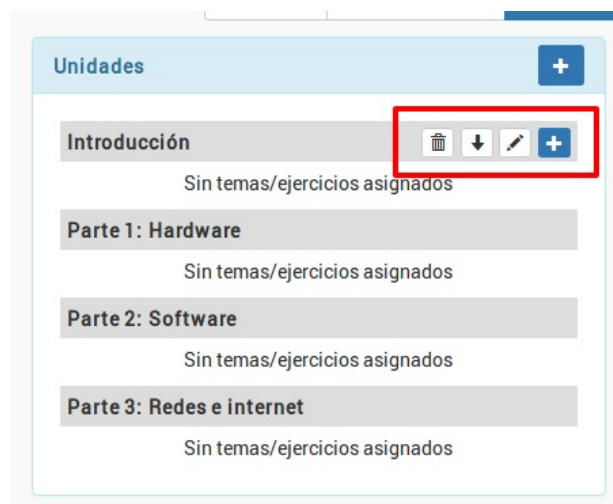 Unidades
Introducción
Sin temas/ejercicios asignados
Parte 1: Hardware
Sin temas/ejercicios asignados
Parte 2: Software
Sin temas/ejercicios asignados
Parte 3: Redes e internet
Sin temas/ejercicios asignados